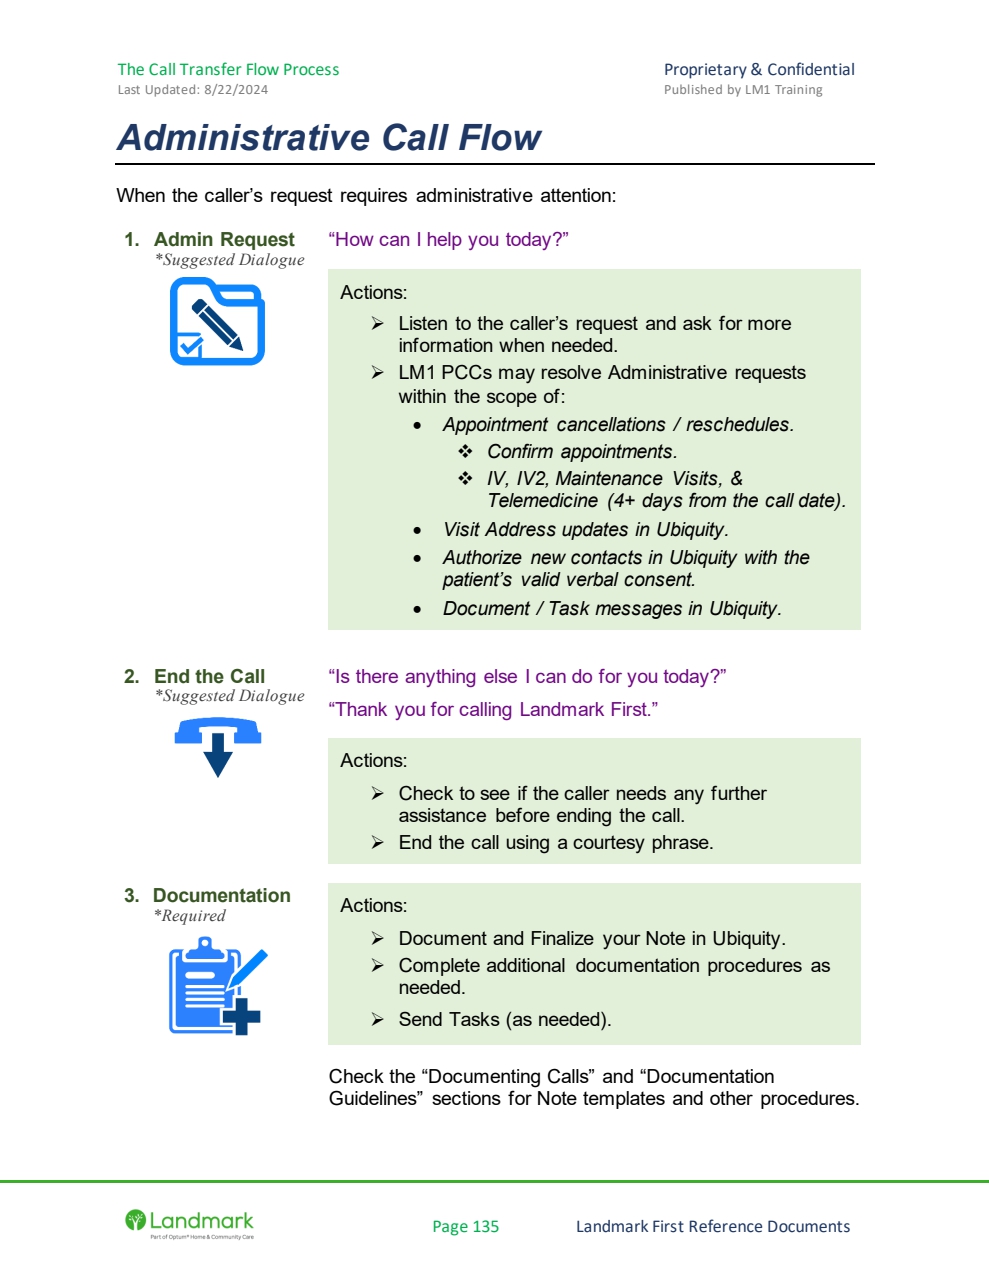 The Call Transfer Flow Process
Proprietary & Confidential
Last Updated: 8/22/2024
Published by LM1 Training
Administrative Call Flow
When the caller’s request requires administrative attention:
1. Admin Request
*Suggested Dialogue
“How can I help you today?”
Actions:
➢ Listen to the caller’s request and ask for more
information when needed.
➢ LM1 PCCs may resolve Administrative requests
within the scope of:
• Appointment cancellations / reschedules.
❖ Confirm appointments.
❖ IV, IV2, Maintenance Visits, &
Telemedicine (4+ days from the call date).
• Visit Address updates in Ubiquity.
• Authorize new contacts in Ubiquity with the
patient’s valid verbal consent.
• Document / Task messages in Ubiquity.
2. End the Call
*Suggested Dialogue
“Is there anything else I can do for you today?”
“Thank you for calling Landmark First.”
Actions:
➢ Check to see if the caller needs any further
assistance before ending the call.
➢ End the call using a courtesy phrase.
3. Documentation
*Required
Actions:
➢ Document and Finalize your Note in Ubiquity.
➢ Complete additional documentation procedures as
needed.
➢ Send Tasks (as needed).
Check the “Documenting Calls” and “Documentation
Guidelines” sections for Note templates and other procedures.
Landmark
Part of Optum® Home & Community Care
Page 135
Landmark First Reference Documents